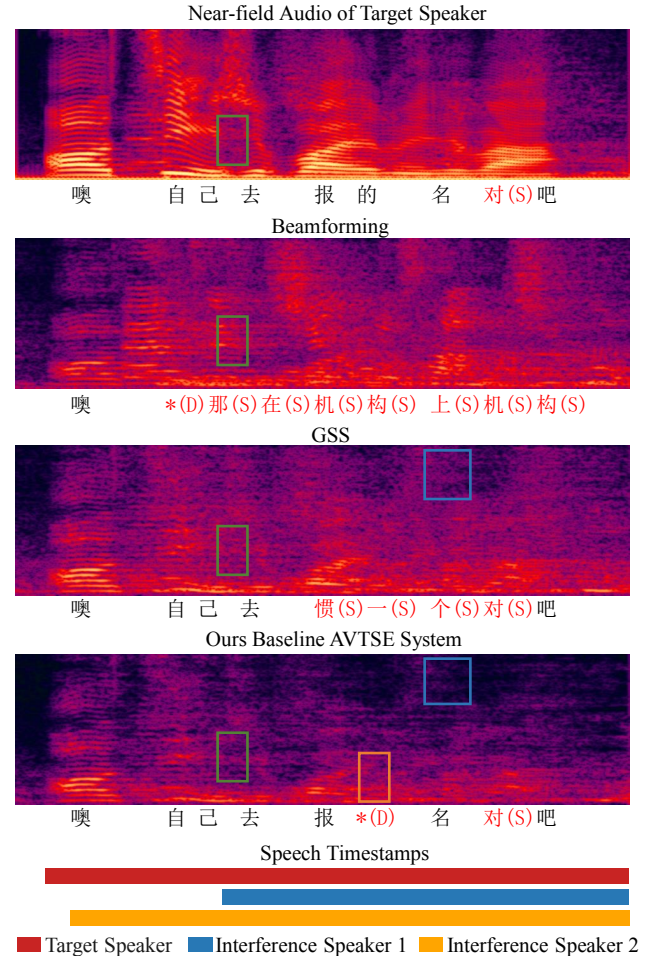 Near-field Audio of Target Speaker
噢 自己去 报的名 对(S)吧
Beamforming
噢 *(D)那(S)在(S)机(S)构(S) 上(S)机(S)构(S)
GSS
噢 自己去 惯(S)一(S) 个(S)对(S)吧
Ours Baseline AVTSE System
噢 自己去 报 *(D) 名 对(S)吧
Speech Timestamps
Target Speaker Interference Speaker 1 Interference Speaker 2